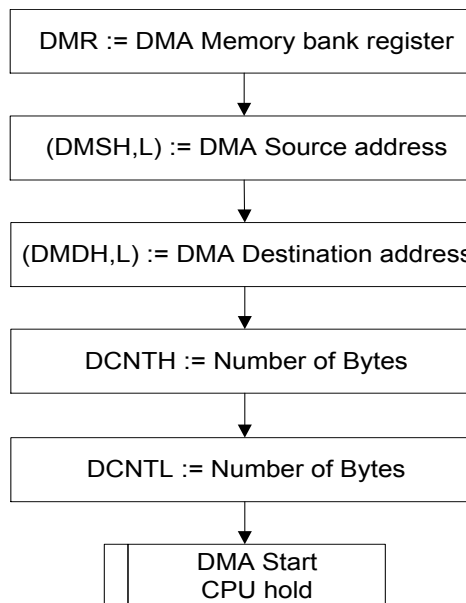 DMR := DMA Memory bank register
(DMSH,L) := DMA Source address
(DMDH,L) := DMA Destination address
DCNTH := Number of Bytes
DCNTL := Number of Bytes
DMA Start
CPU hold